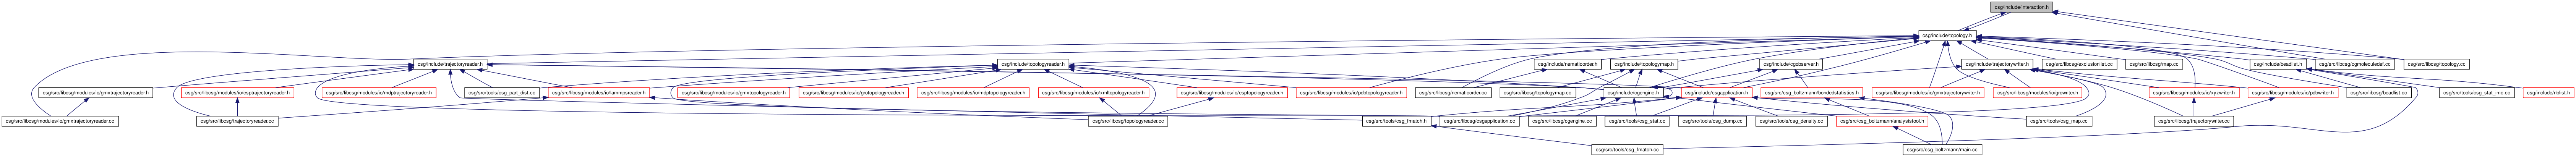 csg/include/interaction.h
csg/include/topology.h
csg/include/trajectoryreader.h
csg/include/topologyreader.h
csg/include/nematicorder.h
csg/include/topologymap.h
csg/include/cgobserver.h
csg/include/trajectorywriter.h
csg/src/libcsg/exclusionlist.cc
csg/src/libcsg/map.cc
csg/include/beadlist.h
csg/src/libcsg/cgmoleculedef.cc
csg/src/libcsg/topology.cc
csg/src/libcsg/modules/io/gmxtrajectoryreader.h
csg/src/libcsg/modules/io/esptrajectoryreader.h
csg/src/libcsg/modules/io/mdptrajectoryreader.h
csg/src/tools/csg_part_dist.cc
csg/src/libcsg/modules/io/lammpsreader.h
csg/src/libcsg/modules/io/gmxtopologyreader.h
csg/src/libcsg/modules/io/grotopologyreader.h
csg/src/libcsg/modules/io/mdptopologyreader.h
csg/src/libcsg/modules/io/xmltopologyreader.h
csg/src/libcsg/modules/io/esptopologyreader.h
csg/src/libcsg/modules/io/pdbtopologyreader.h
csg/src/libcsg/nematicorder.cc
csg/src/libcsg/topologymap.cc
csg/include/cgengine.h
csg/include/csgapplication.h
csg/src/csg_boltzmann/bondedstatistics.h
csg/src/libcsg/modules/io/gmxtrajectorywriter.h
csg/src/libcsg/modules/io/growriter.h
csg/src/libcsg/modules/io/xyzwriter.h
csg/src/libcsg/modules/io/pdbwriter.h
csg/src/libcsg/beadlist.cc
csg/src/tools/csg_stat_imc.cc
csg/include/nblist.h
csg/src/libcsg/modules/io/gmxtrajectoryreader.cc
csg/src/libcsg/trajectoryreader.cc
csg/src/tools/csg_fmatch.h
csg/src/libcsg/topologyreader.cc
csg/src/libcsg/csgapplication.cc
csg/src/libcsg/cgengine.cc
csg/src/tools/csg_stat.cc
csg/src/tools/csg_dump.cc
csg/src/tools/csg_density.cc
csg/src/csg_boltzmann/analysistool.h
csg/src/tools/csg_map.cc
csg/src/libcsg/trajectorywriter.cc
csg/src/tools/csg_fmatch.cc
csg/src/csg_boltzmann/main.cc